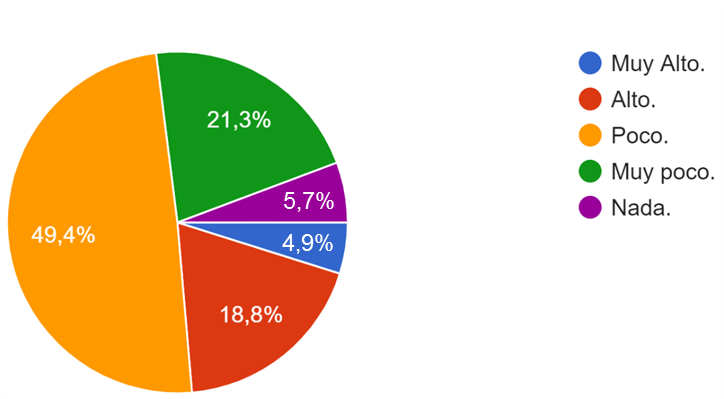 21,3%
5,7%
4,9%
49,4%
18,8%
Muy Alto.
Alto.
Poco.
Muy poco.
Nada.